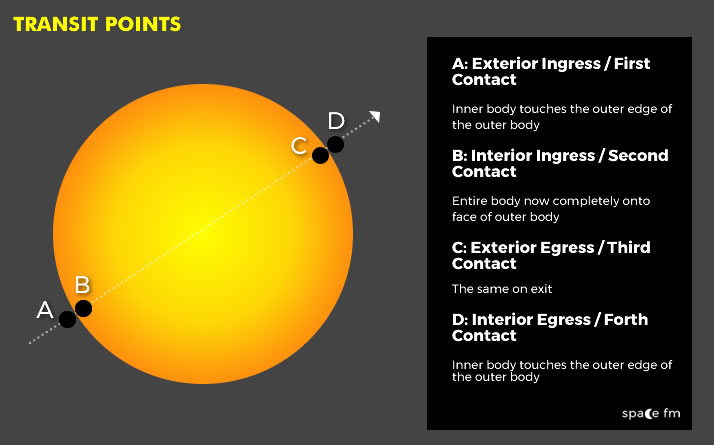 TRANSIT POINTS
A
B
C
D
A: Exterior Ingress / First
Contact
Inner body touches the outer edge of
the outer body
B: Interior Ingress / Second
Contact
Entire body now completely onto
face of outer body
C: Exterior Egress / Third
Contact
The same on exit
D: Interior Egress / Forth
Contact
Inner body touches the outer edge of
the outer body
space fm